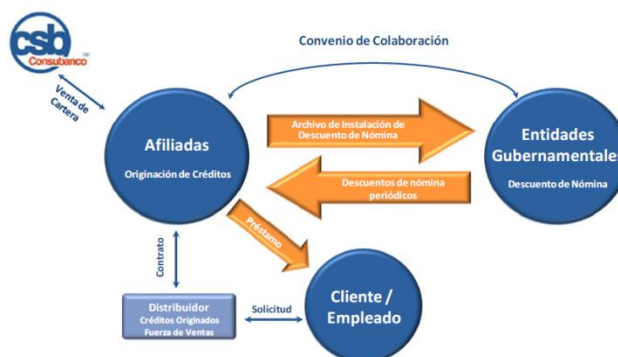 csb
Consubanco
Convenio de Colaboración
Venta de
Cartera
Afiliadas
Originación de Créditos
Archivo de Instalación de
Descuento de Nómina
Entidades
Gubernamentales
Descuento de Nómina
Descuentos de nómina
periódicos
Préstamo
Contrato
Distribuidor
Créditos Originados
Fuerza de Ventas
Solicitud
Cliente /
Empleado